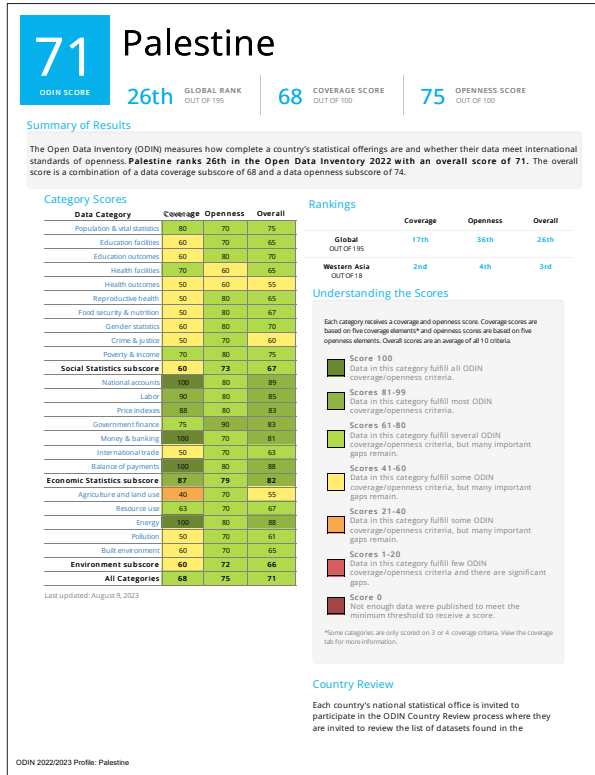 71
ODIN SCORE
Palestine
26th GLOBAL RANK OUT OF 195
68 COVERAGE SCORE OUT OF 100
75 OPENNESS SCORE OUT OF 100
Summary of Results
The Open Data Inventory (ODIN) measures how complete a country's statistical offerings are and whether their data meet international
standards of openness. Palestine ranks 26th in the Open Data Inventory 2022 with an overall score of 71. The overall
score is a combination of a data coverage subscore of 68 and a data openness subscore of 74.
Category Scores
Data Category Coverage Openness Overall
Population & vital statistics 80 70 75
Education facilities 60 70 65
Education outcomes 60 80 70
Health facilities 70 60 65
Health outcomes 50 60 55
Reproductive health 50 80 65
Food security & nutrition 50 80 67
Gender statistics 60 80 70
Crime & justice 50 70 60
Poverty & income 70 80 75
Social Statistics subscore 60 73 67
National accounts 100 80 89
Labor 90 80 85
Price indexes 88 80 83
Government finance 75 90 83
Money & banking 100 70 81
International trade 50 70 63
Balance of payments 100 80 88
Economic Statistics subscore 87 79 82
Agriculture and land use 40 70 55
Resource use 63 70 67
Energy 100 80 88
Pollution 50 70 61
Built environment 60 70 65
Environment subscore 60 72 66
All Categories 68 75 71
Last updated: August 9, 2023
Rankings
Coverage Openness Overall
Global OUT OF 195 17th 36th 26th
Western Asia OUT OF 18 2nd 4th 3rd
Understanding the Scores
Each category receives a coverage and openness score. Coverage scores are
based on five coverage elements* and openness scores are based on five
openness elements. Overall scores are an average of all 10 criteria.
Score 100
Data in this category fulfill all ODIN
coverage/openness criteria.
Scores 81-99
Data in this category fulfill most ODIN
coverage/openness criteria.
Scores 61-80
Data in this category fulfill several ODIN
coverage/openness criteria, but many important
gaps remain.
Scores 41-60
Data in this category fulfill some ODIN
coverage/openness criteria, but many important
gaps remain.
Scores 21-40
Data in this category fulfill some ODIN
coverage/openness criteria, but many important
gaps remain.
Scores 1-20
Data in this category fulfill few ODIN
coverage/openness criteria and there are significant
gaps.
Score 0
Not enough data were published to meet the
minimum threshold to receive a score.
*Some categories are only scored on 3 or 4 coverage criteria. View the coverage
tab for more information.
Country Review
Each country's national statistical office is invited to
participate in the ODIN Country Review process where they
are invited to review the list of datasets found in the
ODIN 2022/2023 Profile: Palestine